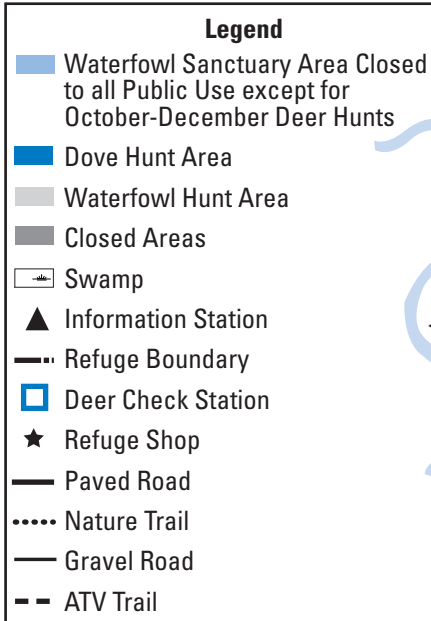 Legend
Waterfowl Sanctuary Area Closed
to all Public Use except for
October-December Deer Hunts
Dove Hunt Area
Waterfowl Hunt Area
Closed Areas
Swamp
Information Station
Refuge Boundary
Deer Check Station
Refuge Shop
Paved Road
Nature Trail
Gravel Road
ATV Trail